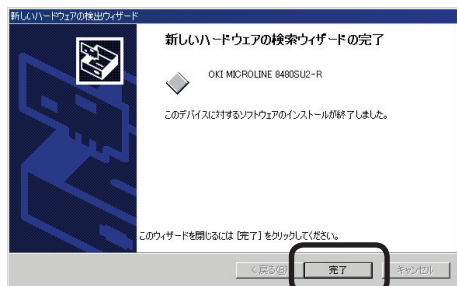 新しいハードウェアの検出ウィザード
新しいハードウェアの検索ウィザードの完了
OKI MICROLINE 8480SU2-R
このデバイスに対するソフトウェアのインストールが終了しました。
このウィザードを閉じるには [完了] をクリックしてください。
< 戻る(B) 完了 キャンセル